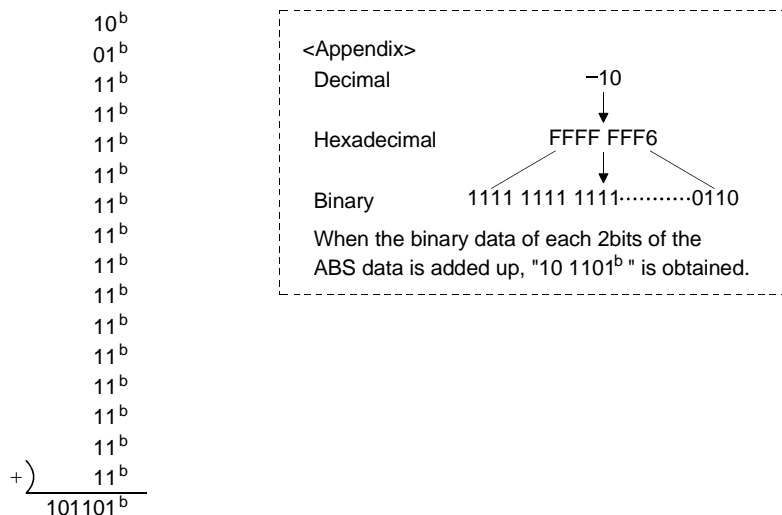 10b
01b
11b
11b
11b
11b
11b
11b
11b
11b
11b
11b
11b
11b
11b
+) 11b
101101b
<Appendix>
Decimal −10
Hexadecimal FFFF FFF6
Binary 1111 1111 1111···········0110
When the binary data of each 2bits of the
ABS data is added up, "10 1101b " is obtained.